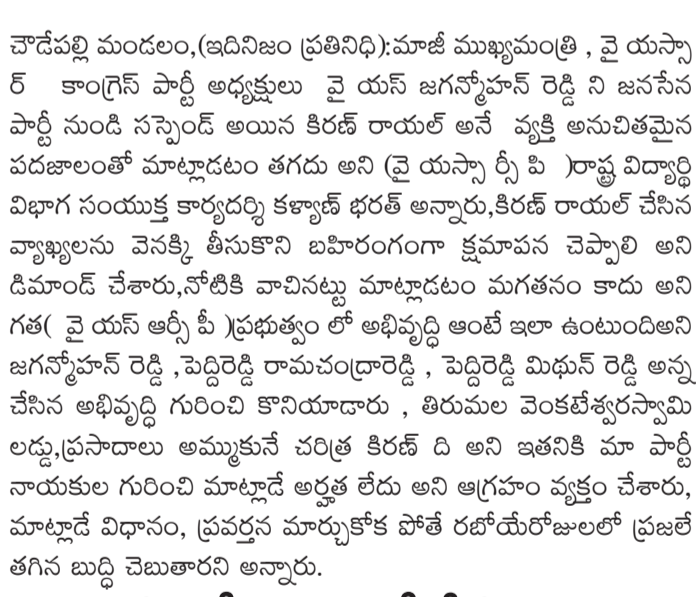 చౌడేపల్లి మండలం,(ఇదినిజం ప్రతినిధి):మాజీ ముఖ్యమంత్రి , వై యస్సా
ర్ కాంగ్రెస్ పార్టీ అధ్యక్షులు వై యస్ జగన్మోహన్ రెడ్డి ని జనసేన
పార్టీ నుండి సస్పెండ్ అయిన కిరణ్ రాయల్ అనే వ్యక్తి అనుచితమైన
పదజాలంతో మాట్లాడటం తగదు అని (వై యస్సా ర్సీ పి )రాష్ట్ర విద్యార్థి
విభాగ సంయుక్త కార్యదర్శి కళ్యాణ్ భరత్ అన్నారు,కిరణ్ రాయల్ చేసిన
వ్యాఖ్యలను వెనక్కి తీసుకొని బహిరంగంగా క్షమాపన చెప్పాలి అని
డిమాండ్ చేశారు,నోటికి వాచినట్టు మాట్లాడటం మగతనం కాదు అని
గత( వై యస్ ఆర్సీ పీ )ప్రభుత్వం లో అభివృద్ధి ఆంటే ఇలా ఉంటుందిఅని
జగన్మోహన్ రెడ్డి ,పెద్దిరెడ్డి రామచంద్రారెడ్డి , పెద్దిరెడ్డి మిథున్ రెడ్డి అన్న
చేసిన అభివృద్ధి గురించి కొనియాడారు , తిరుమల వెంకటేశ్వరస్వామి
లడ్డు,ప్రసాదాలు అమ్ముకునే చరిత్ర కిరణ్ ది అని ఇతనికి మా పార్టీ
నాయకుల గురించి మాట్లాడే అర్హత లేదు అని ఆగ్రహం వ్యక్తం చేశారు,
మాట్లాడే విధానం, ప్రవర్తన మార్చుకోక పోతే రబోయేరోజులలో ప్రజలే
తగిన బుద్ధి చెబుతారని అన్నారు.